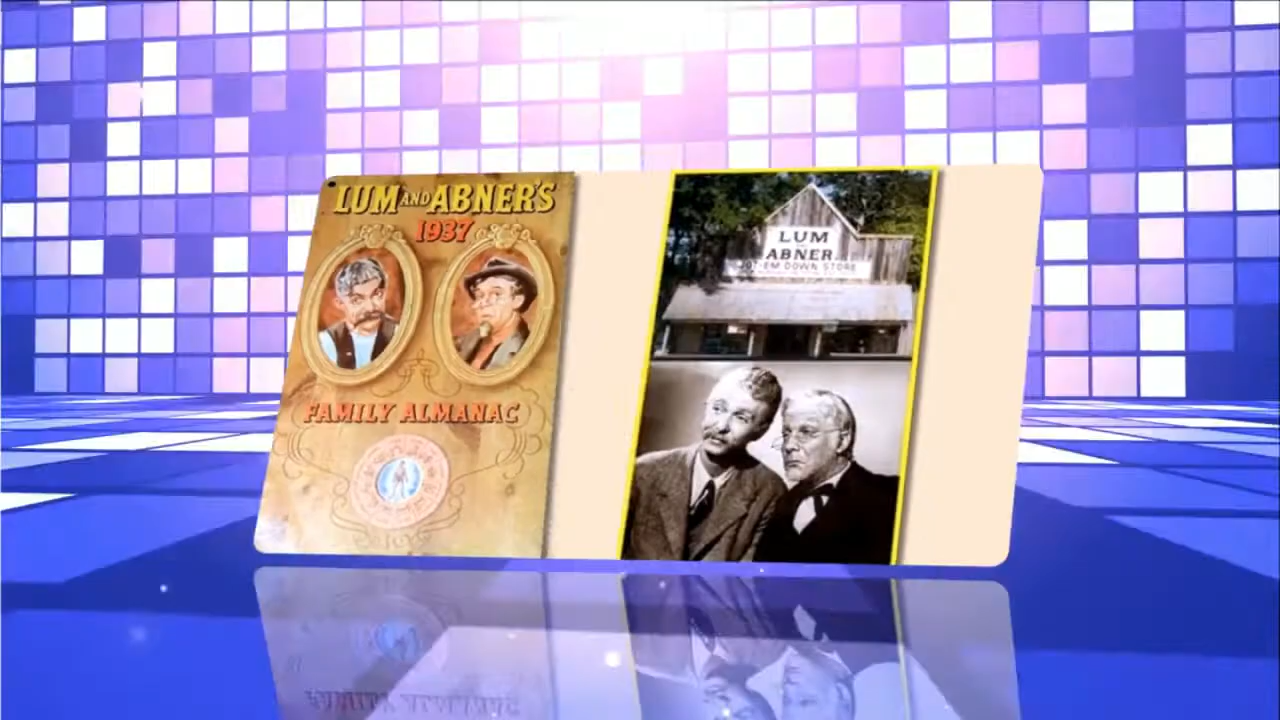 LUM AND ABNER'S
1937
FAMILY ALMANAC
LUM
ABNER
JOT-EM DOWN STORE